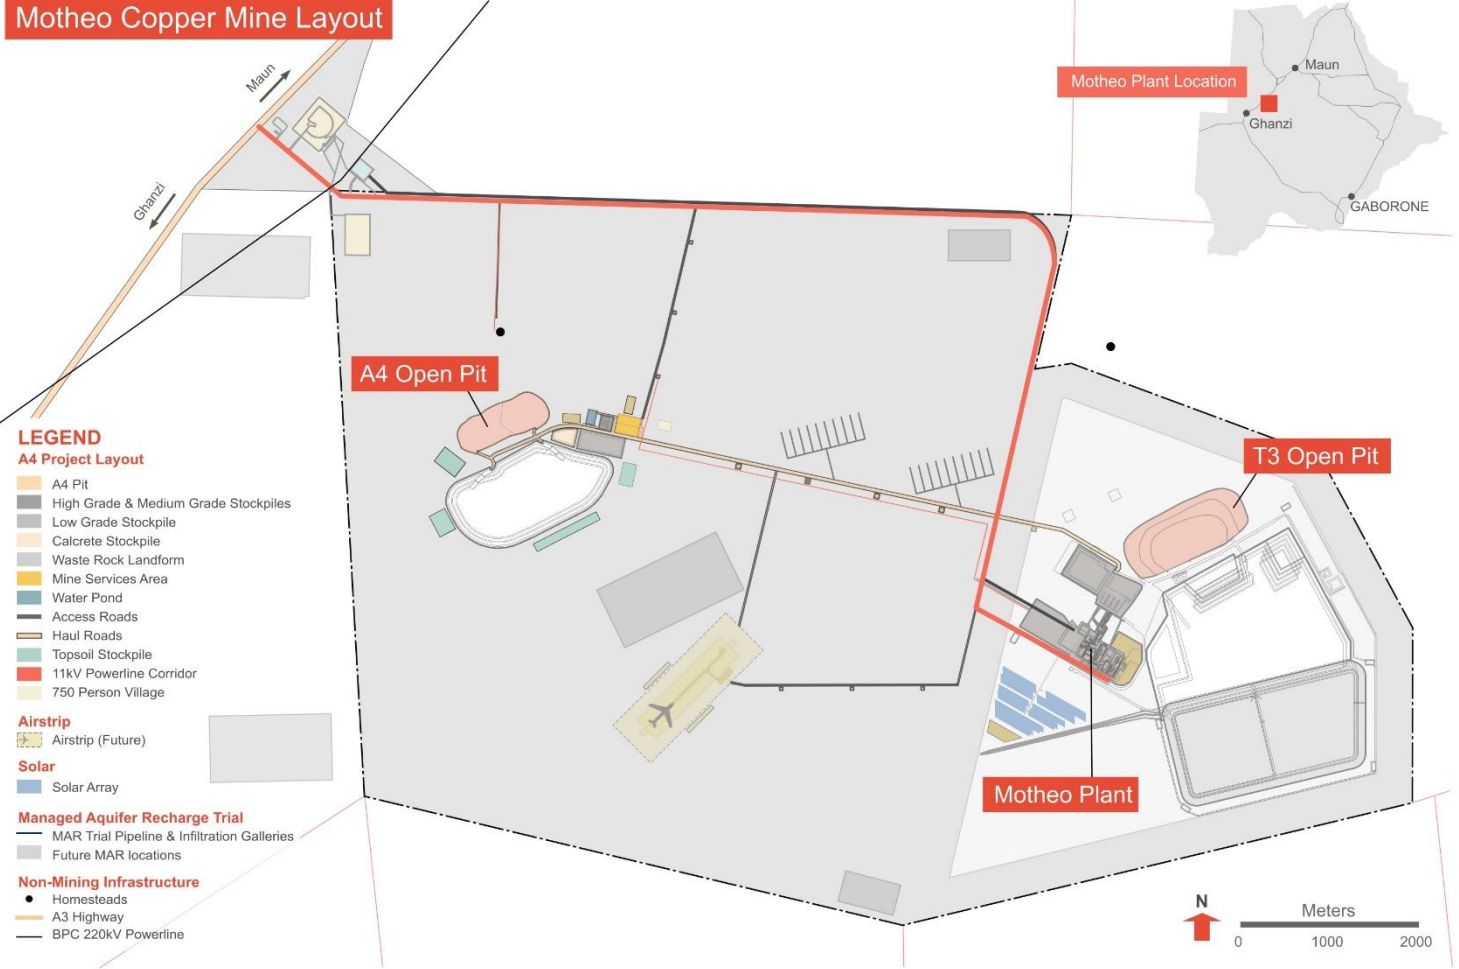 Motheo Copper Mine Layout
Maun
Ghanzi
Motheo Plant Location
Maun
Ghanzi
GABORONE
A4 Open Pit
T3 Open Pit
Motheo Plant
LEGEND
A4 Project Layout
A4 Pit
High Grade & Medium Grade Stockpiles
Low Grade Stockpile
Calcrete Stockpile
Waste Rock Landform
Mine Services Area
Water Pond
Access Roads
Haul Roads
Topsoil Stockpile
11kV Powerline Corridor
750 Person Village
Airstrip
Airstrip (Future)
Solar
Solar Array
Managed Aquifer Recharge Trial
MAR Trial Pipeline & Infiltration Galleries
Future MAR locations
Non-Mining Infrastructure
Homesteads
A3 Highway
BPC 220kV Powerline
N
Meters
0 1000 2000